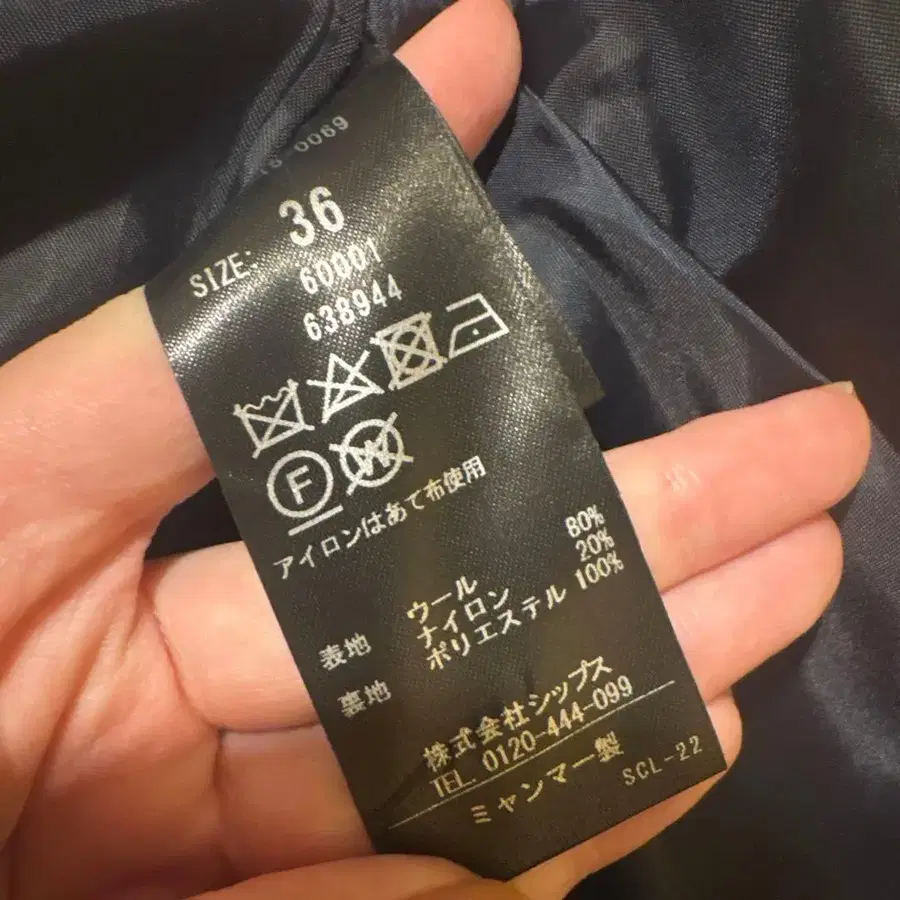 0069
SIZE: 36
60001
638944
F
W
アイロンはあて布使用
表地 ウール 80%
ナイロン 20%
裏地 ポリエステル 100%
株式会社シップス
TEL. 0120-444-099
ミャンマー製
SCL-22